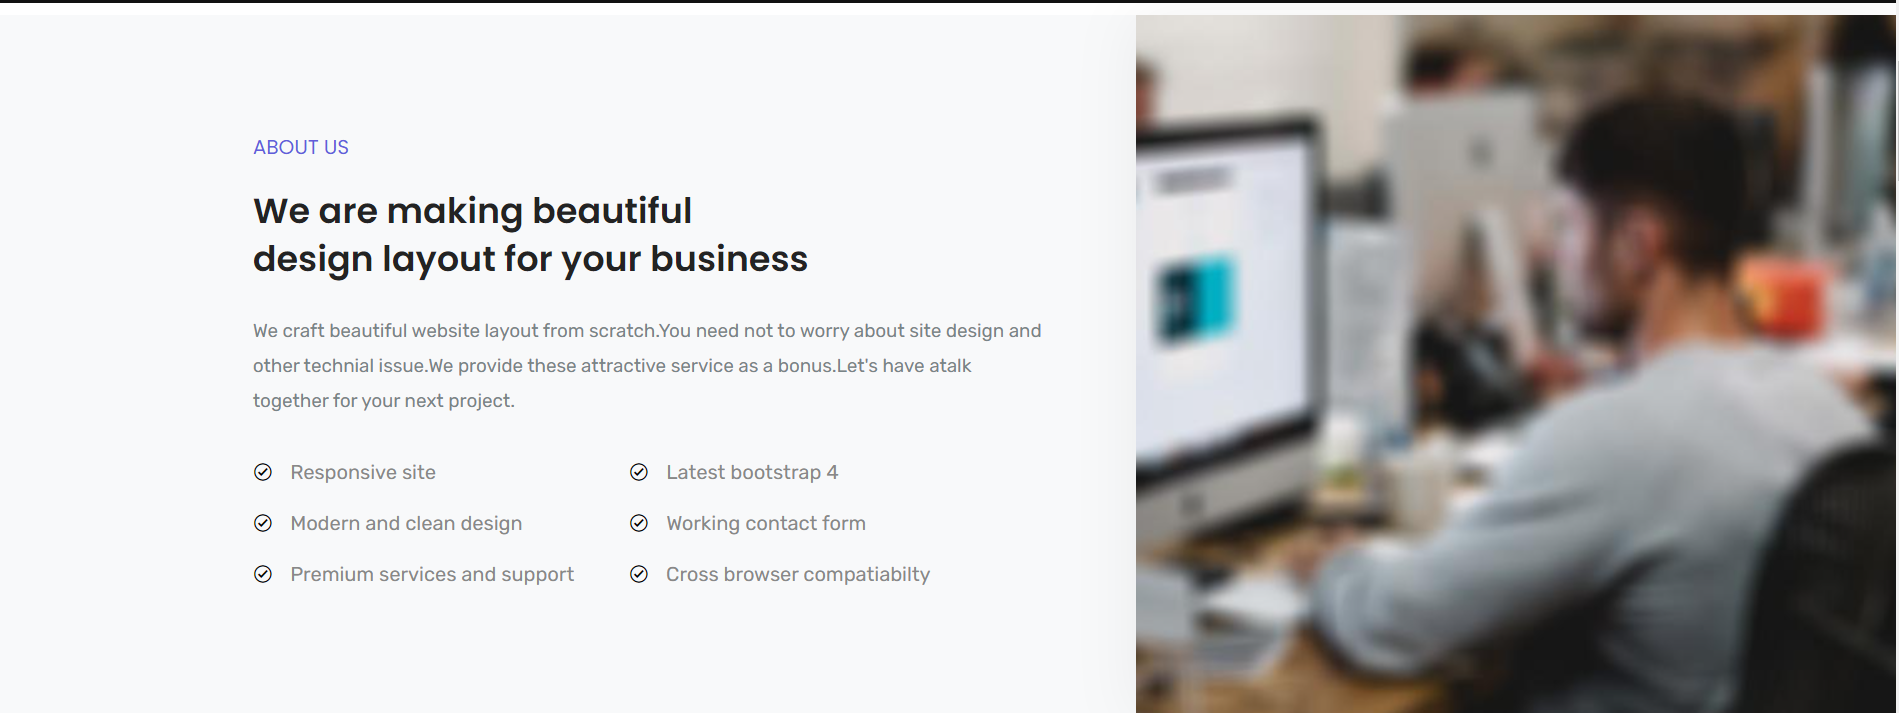 ABOUT US
We are making beautiful
design layout for your business
We craft beautiful website layout from scratch.You need not to worry about site design and
other technial issue.We provide these attractive service as a bonus.Let's have atalk
together for your next project.
Responsive site
Latest bootstrap 4
Modern and clean design
Working contact form
Premium services and support
Cross browser compatiabilty